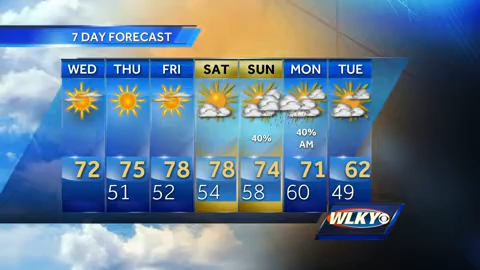 7 DAY FORECAST
WED THU FRI SAT SUN MON TUE
40% 40%
AM
72 75 78 78 74 71 62
51 52 54 58 60 49
WLKY